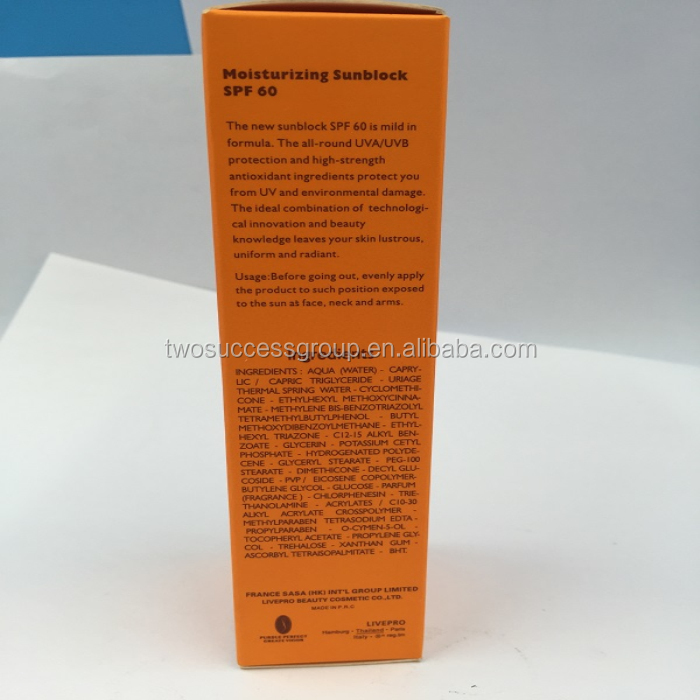 Moisturizing Sunblock
SPF 60
The new sunblock SPF 60 is mild in
formula. The all-round UVA/UVB
protection and high-strength
antioxidant ingredients protect you
from UV and environmental damage.
The ideal combination of technologi-
cal innovation and beauty
knowledge leaves your skin lustrous,
uniform and radiant.
Usage:Before going out, evenly apply
the product to such position exposed
to the sun as face, neck and arms.
twosuccessgroup.en.alibaba.com
Ingredients
INGREDIENTS : AQUA (WATER) - CAPRY-
LIC / CAPRIC TRIGLYCERIDE - URIAGE
THERMAL SPRING WATER - CYCLOMETHI-
CONE - ETHYLHEXYL METHOXYCINNA-
MATE - METHYLENE BIS-BENZOTRIAZOLYL
TETRAMETHYLBUTYLPHENOL - BUTYL
METHOXYDIBENZOYLMETHANE - ETHYL-
HEXYL TRIAZONE - C12-15 ALKYL BEN-
ZOATE - GLYCERIN - POTASSIUM CETYL
PHOSPHATE - HYDROGENATED POLYDE-
CENE - GLYCERYL STEARATE - PEG-100
STEARATE - DIMETHICONE - DECYL GLU-
COSIDE - PVP / EICOSENE COPOLYMER-
BUTYLENE GLYCOL - GLUCOSE - PARFUM
(FRAGRANCE ) - CHLORPHENESIN - TRIE-
THANOLAMINE - ACRYLATES / C10-30
ALKYL ACRYLATE CROSSPOLYMER -
METHYLPARABEN TETRASODIUM EDTA -
PROPYLPARABEN - O-CYMEN-5-OL -
TOCOPHERYL ACETATE - PROPYLENE GLY-
COL - TREHALOSE - XANTHAN GUM -
ASCORBYL TETRAISOPALMITATE - BHT.
FRANCE SASA (HK) INT'L GROUP LIMITED
LIVEPRO BEAUTY COSMETIC CO.,LTD.
MADE IN P.R.C
LIVEPRO
Hamburg - Thailand - Paris
Italy